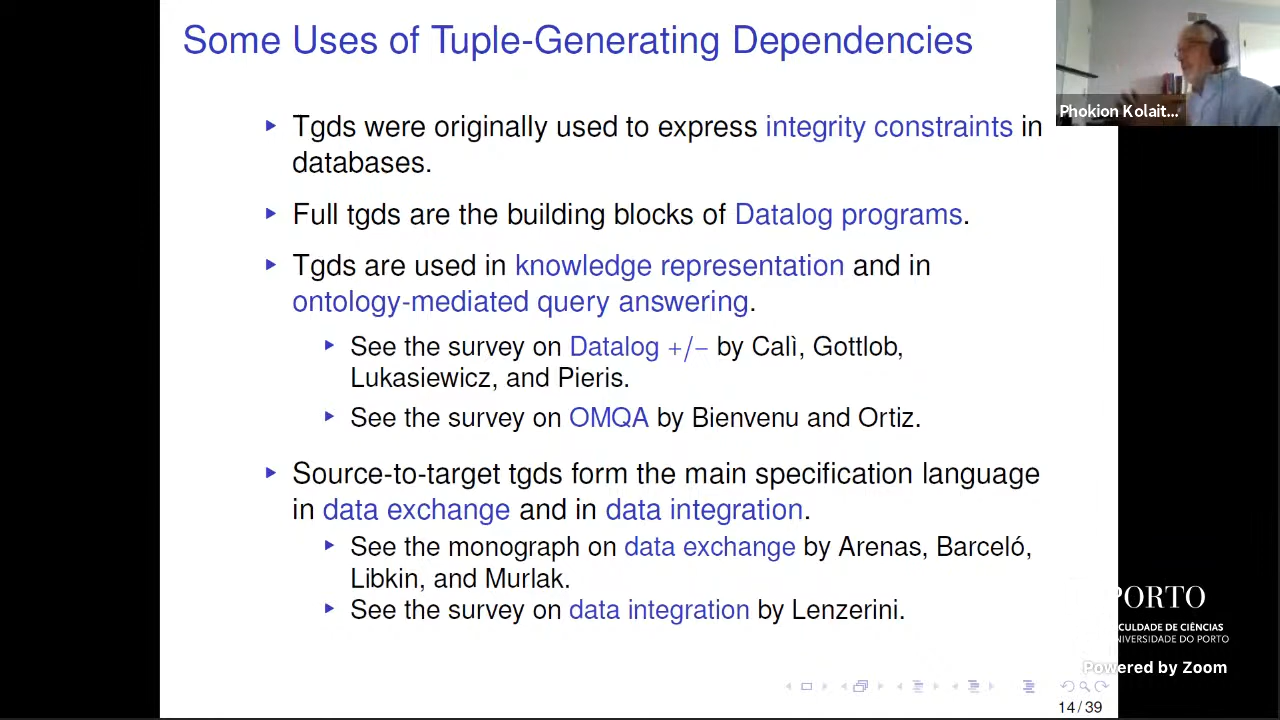 Some Uses of Tuple-Generating Dependencies
Phokion Kolait...
Tgds were originally used to express integrity constraints in
databases.
Full tgds are the building blocks of Datalog programs.
Tgds are used in knowledge representation and in
ontology-mediated query answering.
See the survey on Datalog +/− by Calì, Gottlob,
Lukasiewicz, and Pieris.
See the survey on OMQA by Bienvenu and Ortiz.
Source-to-target tgds form the main specification language
in data exchange and in data integration.
See the monograph on data exchange by Arenas, Barceló,
Libkin, and Murlak.
See the survey on data integration by Lenzerini.
PORTO
CULDADE DE CIÊNCIAS
NIVERSIDADE DO PORTO
Powered by Zoom
14/39